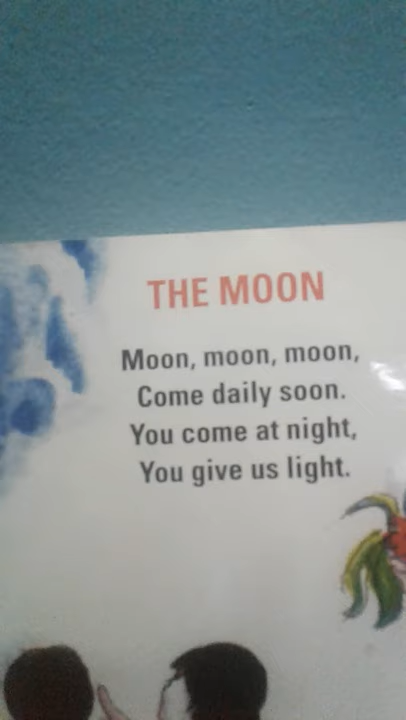 THE MOON
Moon, moon, moon,
Come daily soon.
You come at night,
You give us light.